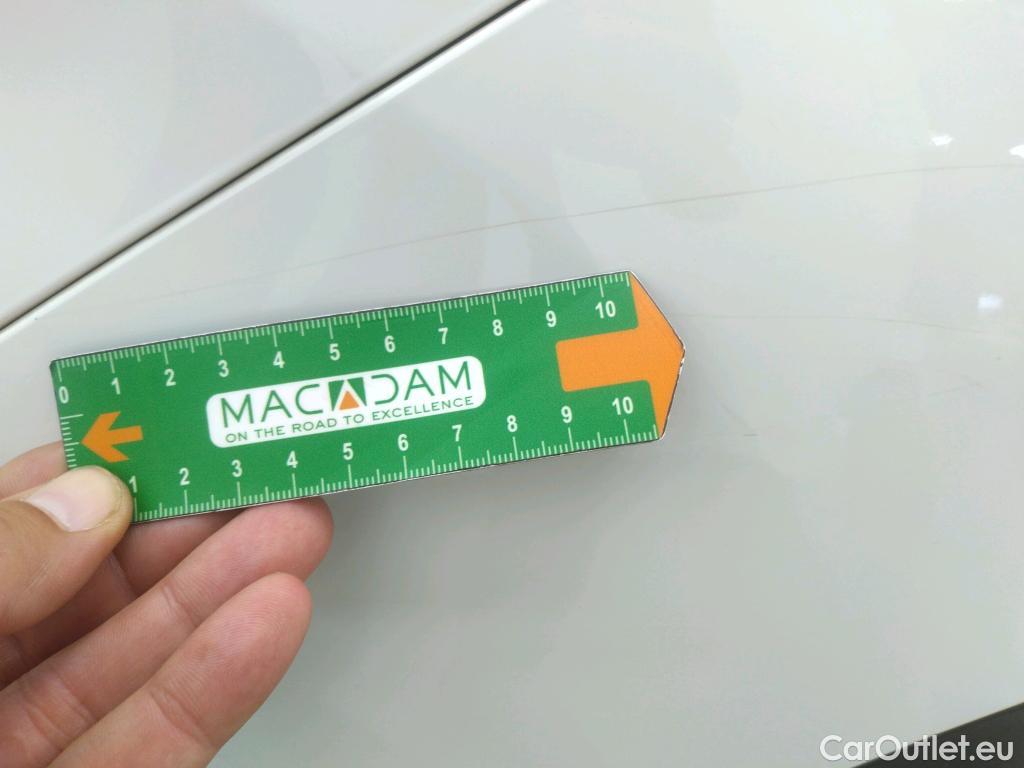 0 1 2 3 4 5 6 7 8 9 10
MACADAM
ON THE ROAD TO EXCELLENCE
1 2 3 4 5 6 7 8 9 10
CarOutlet.eu